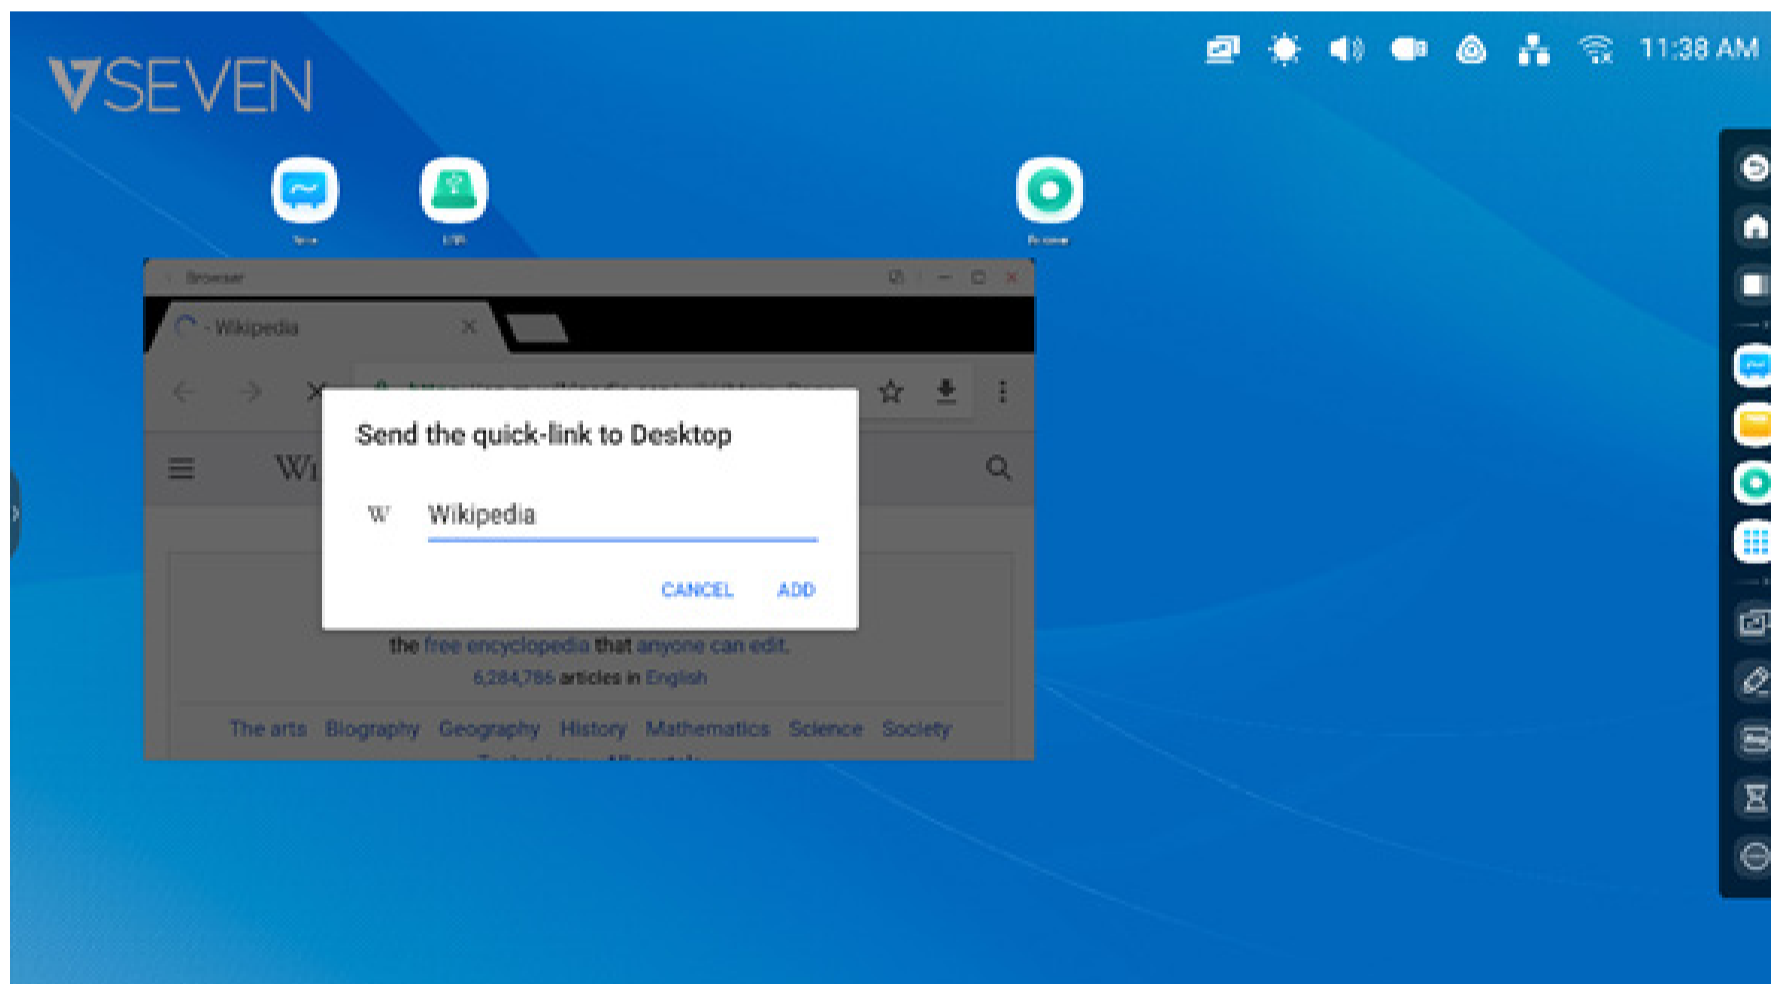 VSEVEN
11:38 AM
Browser
- Wikipedia
Send the quick-link to Desktop
W Wikipedia
CANCEL ADD
the free encyclopedia that anyone can edit.
6,284,786 articles in English
The arts Biography Geography History Mathematics Science Society